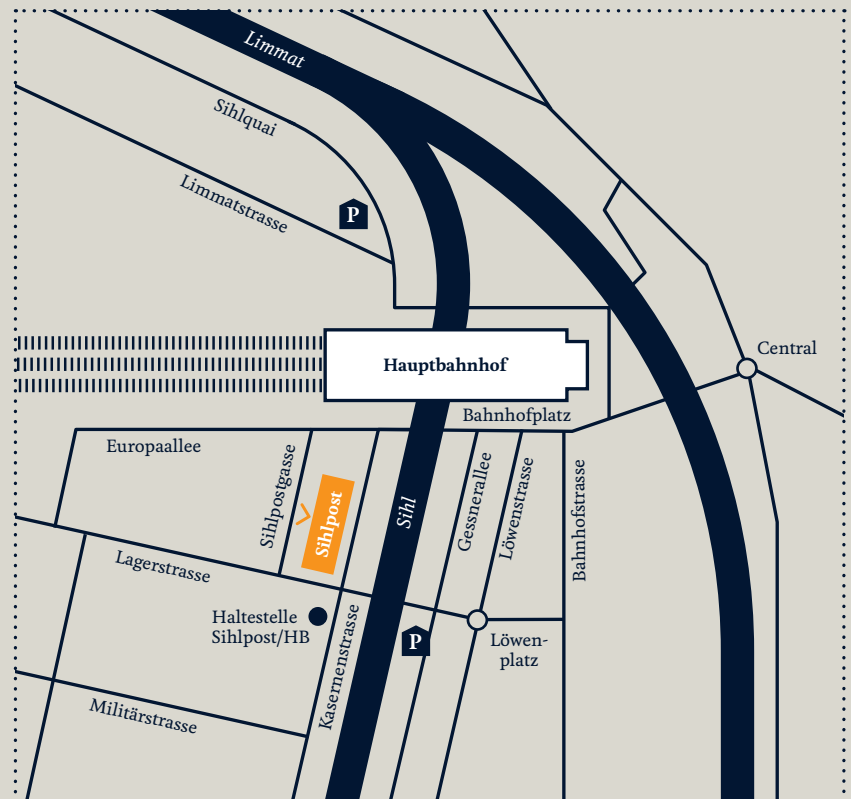 Limmat
Sihlquai
Limmatstrasse
P
Central
Hauptbahnhof
Bahnhofplatz
Europaallee
Sihlpostgasse
Sihlpost
Sihl
Gessnerallee
Löwenstrasse
Bahnhofstrasse
Lagerstrasse
Haltestelle
Sihlpost/HB
Kasernenstrasse
P
Löwen-
platz
Militärstrasse